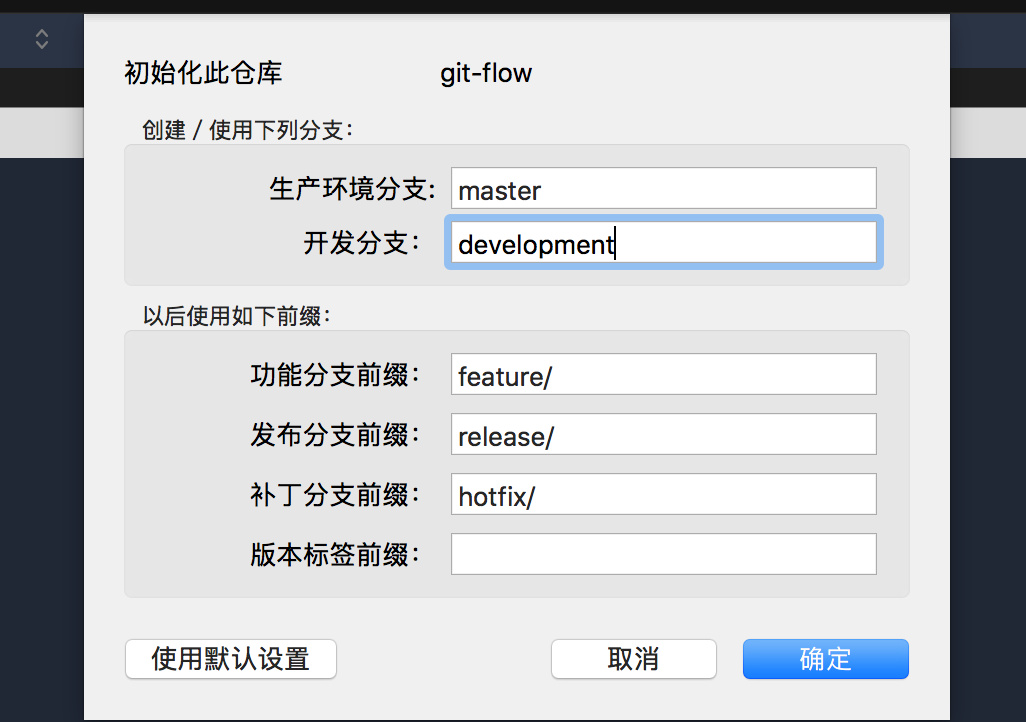 初始化此仓库 git-flow
创建 / 使用下列分支：
生产环境分支: master
开发分支： development
以后使用如下前缀：
功能分支前缀： feature/
发布分支前缀： release/
补丁分支前缀： hotfix/
版本标签前缀：
使用默认设置 取消 确定